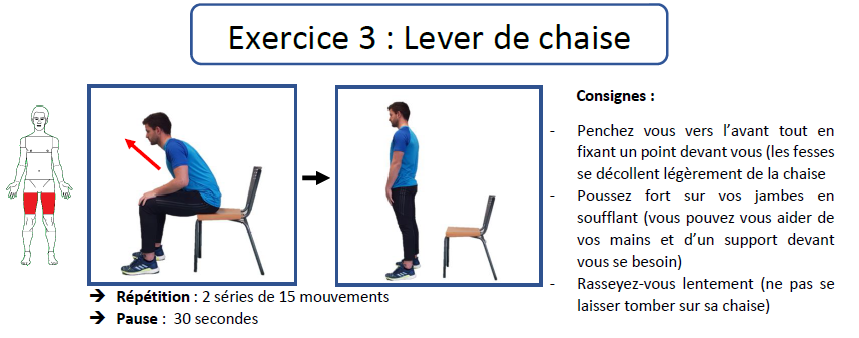 Exercice 3 : Lever de chaise
Consignes :
- Penchez vous vers l’avant tout en
fixant un point devant vous (les fesses
se décollent légèrement de la chaise
- Poussez fort sur vos jambes en
soufflant (vous pouvez vous aider de
vos mains et d’un support devant
vous se besoin)
- Rasseyez-vous lentement (ne pas se
laisser tomber sur sa chaise)
➔ Répétition : 2 séries de 15 mouvements
➔ Pause : 30 secondes